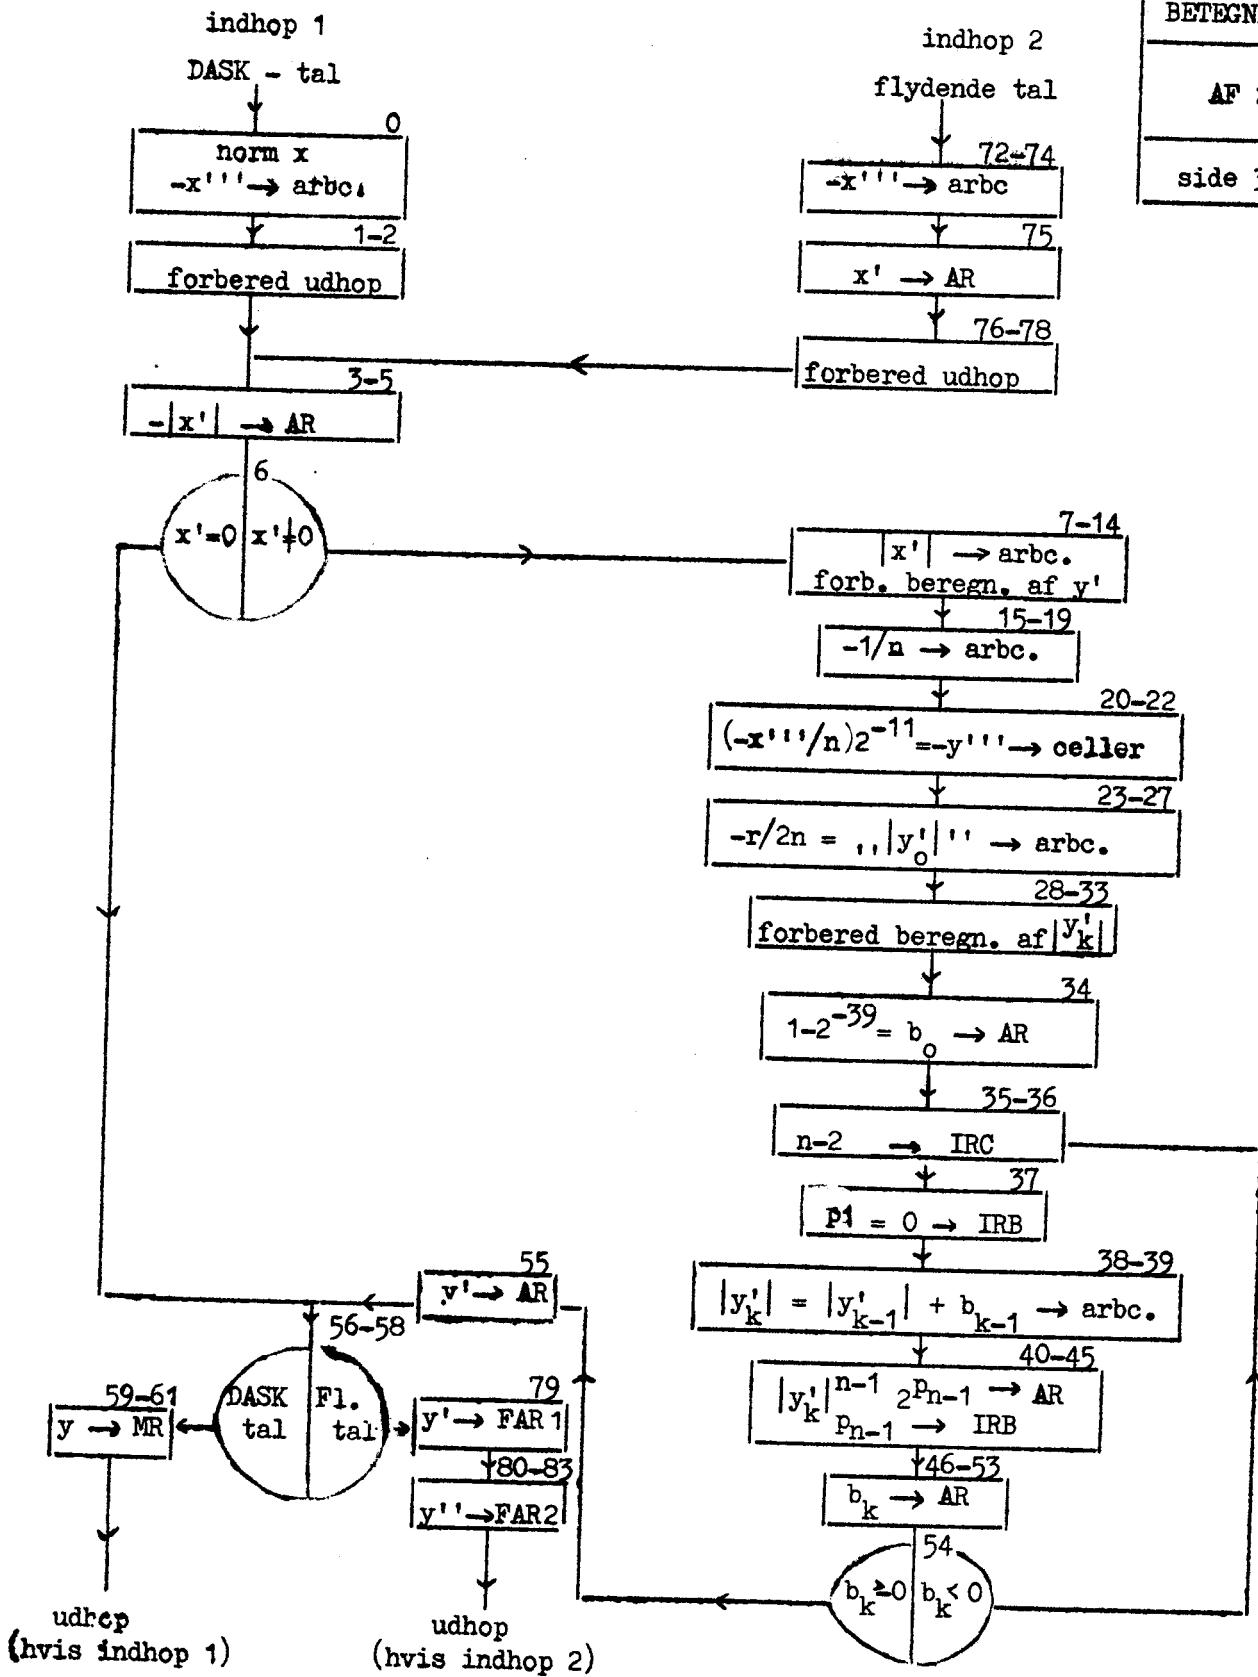 indhop 1
DASK - tal
0
norm x
-x''' → arbc.
1-2
forbered udhop
3-5
-|x'| → AR
6
x'=0 x'≠0
indhop 2
flydende tal
72-74
-x''' → arbc
75
x' → AR
76-78
forbered udhop
AF
side
7-14
|x'| → arbc.
forb. beregn. af y'
15-19
-1/n → arbc.
20-22
(-x'''/n)2^-11 = -y''' → celler
23-27
-r/2n = ,,|y'_o|'' → arbc.
28-33
forbered beregn. af |y'_k|
34
1-2^-39 = b_o → AR
35-36
n-2 → IRC
37
p1 = 0 → IRB
38-39
|y'_k| = |y'_k-1| + b_k-1 → arbc.
40-45
|y'_k|^n-1 2^p_n-1 → AR
p_n-1 → IRB
46-53
b_k → AR
54
b_k ≥ 0 b_k < 0
55
y' → AR
56-58
DASK tal Fl. tal
59-61
y → MR
79
y' → FAR 1
80-83
y'' → FAR2
udhop
(hvis indhop 1)
udhop
(hvis indhop 2)